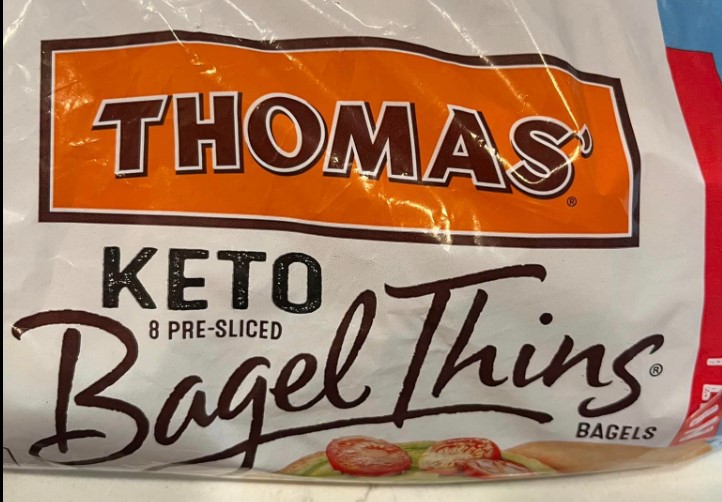 THOMAS'
®
KETO
8 PRE-SLICED
Bagel Thins®
BAGELS